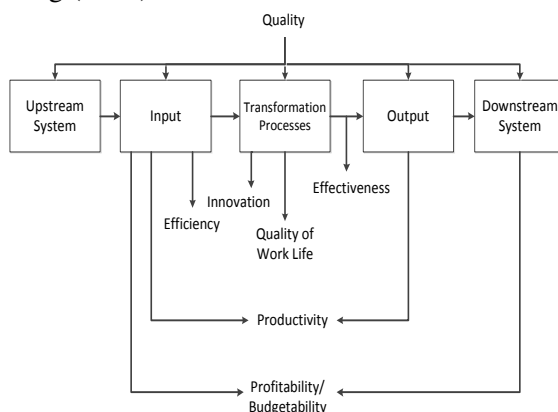 Quality
Upstream
System
Input
Transformation
Processes
Output
Downstream
System
Innovation
Effectiveness
Efficiency
Quality of
Work Life
Productivity
Profitability/
Budgetability